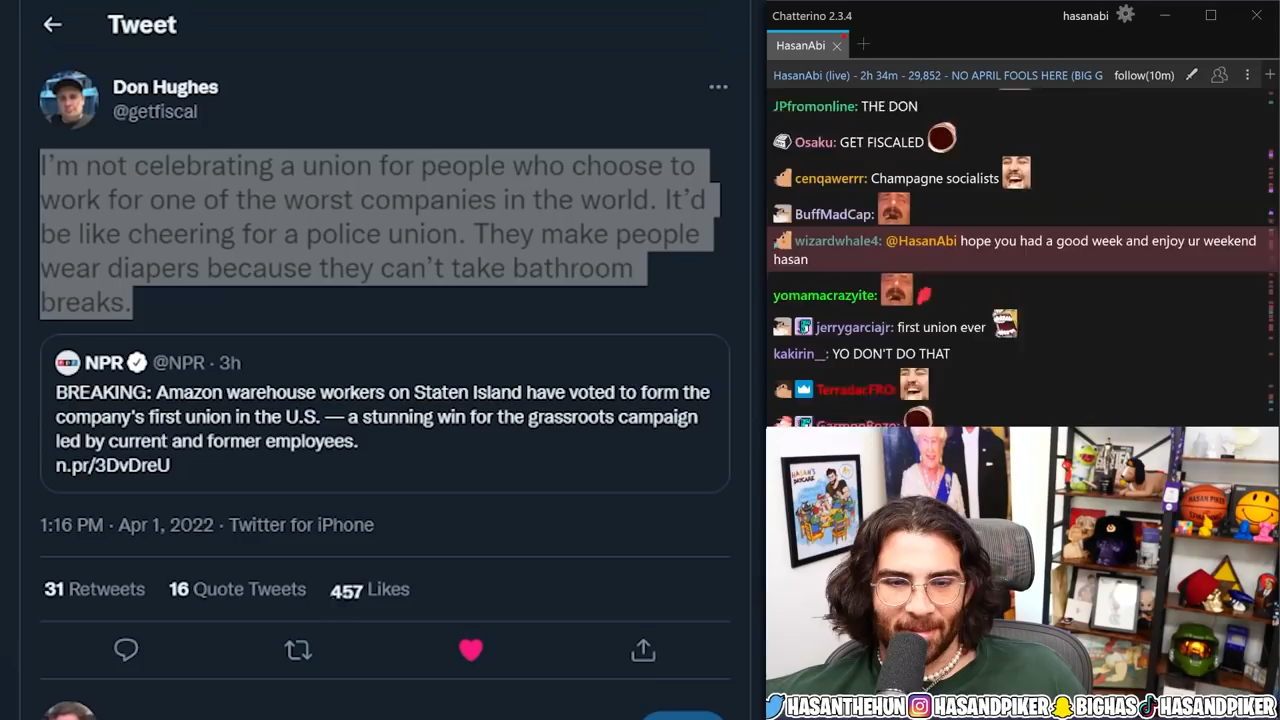 Tweet
Don Hughes
@getfiscal
I'm not celebrating a union for people who choose to
work for one of the worst companies in the world. It'd
be like cheering for a police union. They make people
wear diapers because they can't take bathroom
breaks.
NPR @NPR · 3h
BREAKING: Amazon warehouse workers on Staten Island have voted to form the
company's first union in the U.S. — a stunning win for the grassroots campaign
led by current and former employees.
n.pr/3DvDreU
1:16 PM · Apr 1, 2022 · Twitter for iPhone
31 Retweets 16 Quote Tweets 457 Likes
Chatterino 2.3.4
hasanabi
HasanAbi
HasanAbi (live) - 2h 34m - 29,852 - NO APRIL FOOLS HERE (BIG G
follow(10m)
JPfromonline: THE DON
Osaku: GET FISCALED
cenqawerrr: Champagne socialists
BuffMadCap:
wizardwhale4: @HasanAbi hope you had a good week and enjoy ur weekend
hasan
yomamacrazyite:
jerrygarciajr: first union ever
kakirin__: YO DON'T DO THAT
HASAN'S
DAYCARE
HASAN PIKER
HASANTHEHUN HASANDPIKER BIGHAS HASANDPIKER